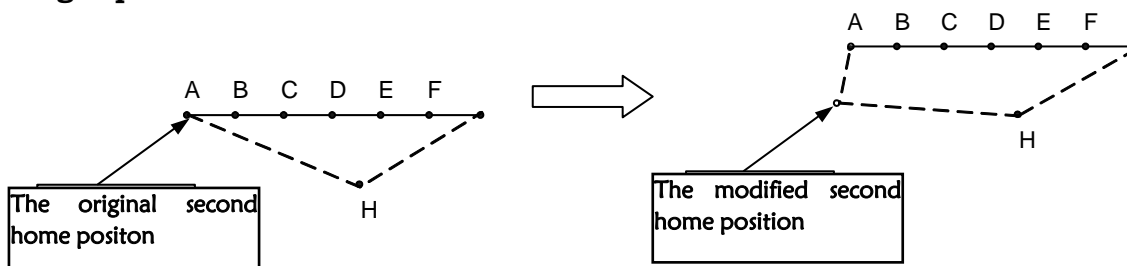 A B C D E F
A B C D E F
H
H
The original second
home positon
The modified second
home position